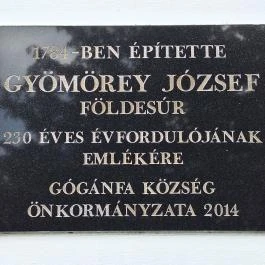 1784-BEN ÉPÍTETTE
GYÖMÖREY JÓZSEF
FÖLDESÚR
230 ÉVES ÉVFORDULÓJÁNAK
EMLÉKÉRE
GÓGÁNFA KÖZSÉG
ÖNKORMÁNYZATA 2014